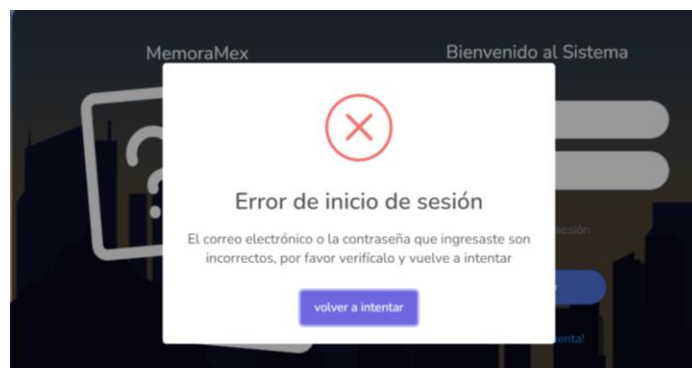 MemoraMex
Bienvenido al Sistema
Error de inicio de sesión
El correo electrónico o la contraseña que ingresaste son
incorrectos, por favor verifícalo y vuelve a intentar
sesión
volver a intentar